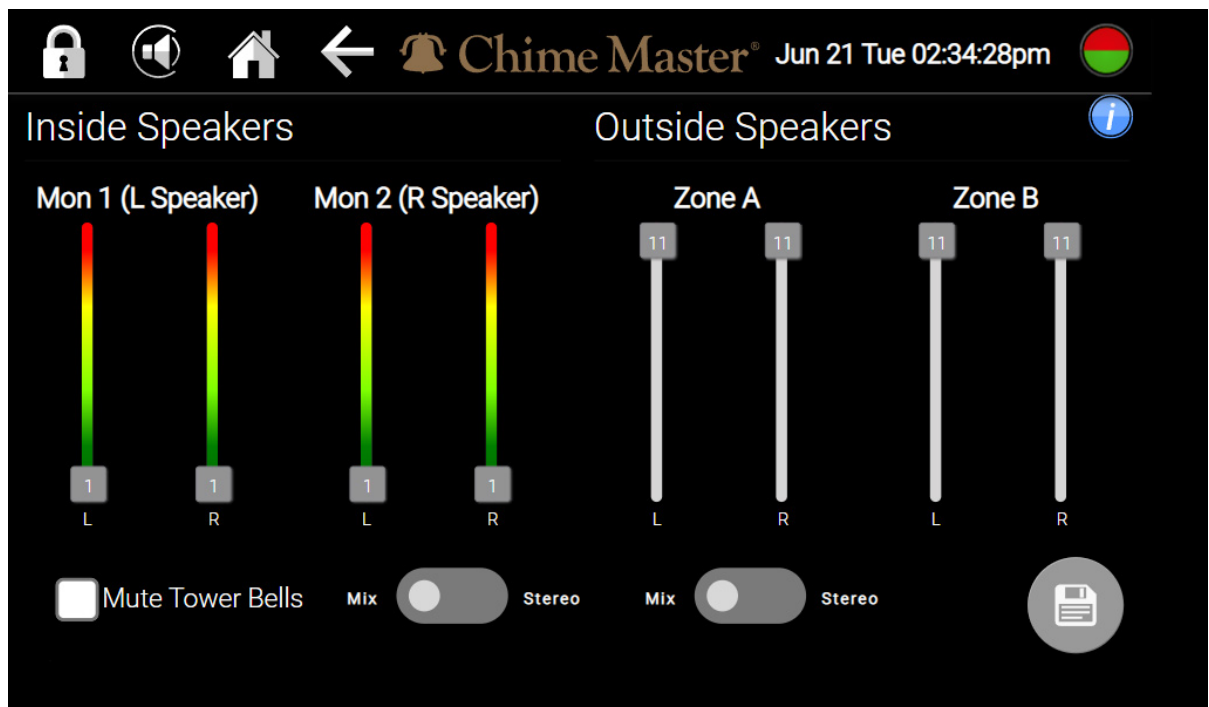 Chime Master® Jun 21 Tue 02:34:28pm
Inside Speakers Outside Speakers i
Mon 1 (L Speaker) Mon 2 (R Speaker) Zone A Zone B
11 11 11 11
1 1 1 1
L R L R L R L R
Mute Tower Bells Mix Stereo Mix Stereo